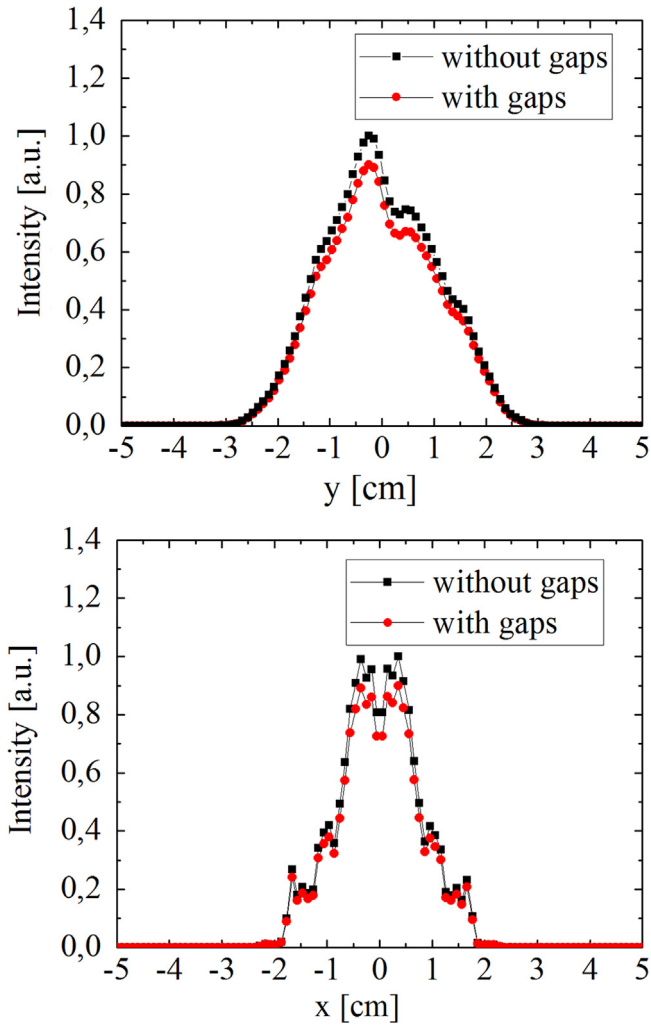 1,4
1,2
1,0
0,8
0,6
0,4
0,2
0,0
Intensity [a.u.]
without gaps
with gaps
-5 -4 -3 -2 -1 0 1 2 3 4 5
y [cm]
1,4
1,2
1,0
0,8
0,6
0,4
0,2
0,0
Intensity [a.u.]
without gaps
with gaps
-5 -4 -3 -2 -1 0 1 2 3 4 5
x [cm]